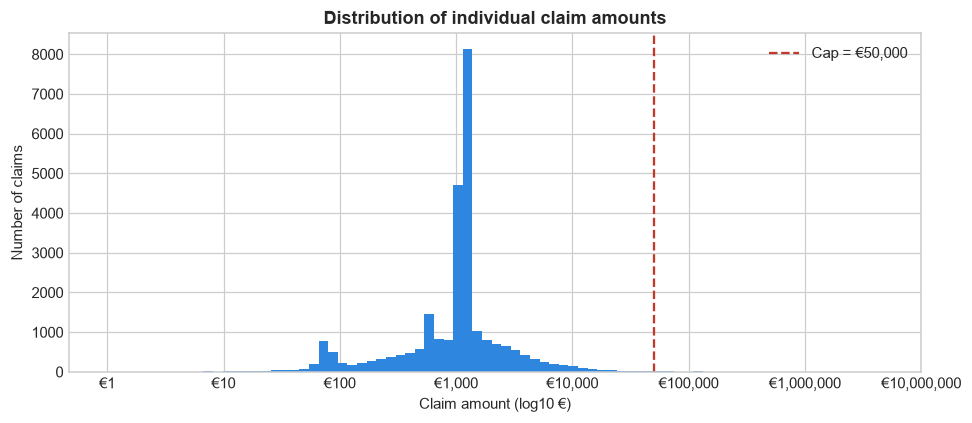 Distribution of individual claim amounts
Cap = €50,000
Number of claims
8000
7000
6000
5000
4000
3000
2000
1000
0
€1 €10 €100 €1,000 €10,000 €100,000 €1,000,000 €10,000,000
Claim amount (log10 €)